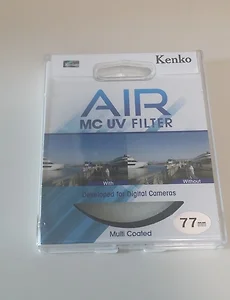 Kenko
AIR
MC UV FILTER
With
Without
Developed for Digital Cameras
77mm
Multi Coated